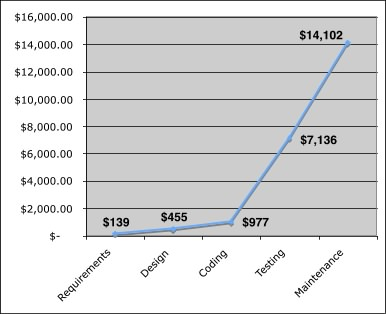 $16,000.00
$14,000.00
$12,000.00
$10,000.00
$8,000.00
$6,000.00
$4,000.00
$2,000.00
$-
$139
$455
$977
$7,136
$14,102
Requirements
Design
Coding
Testing
Maintenance